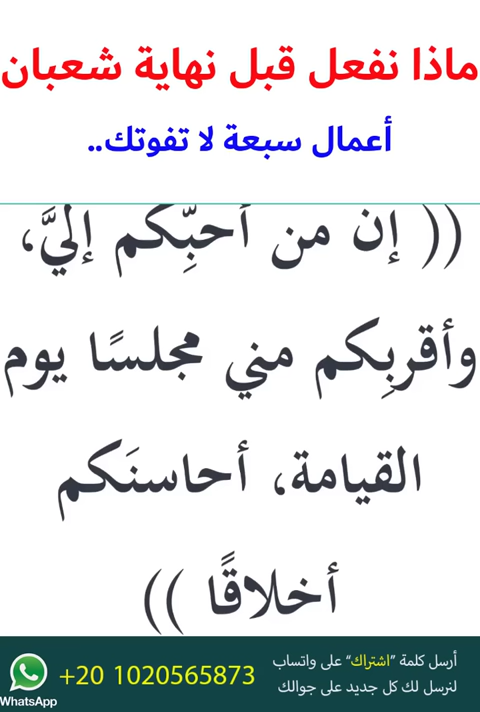 ماذا نفعل قبل نهاية شعبان
أعمال سبعة لا تفوتك..
(( إن من أحبِّكم إليَّ،
وأقربِكم مني مجلسًا يوم
القيامة، أحاسنَكم
أخلاقًا ))
أرسل كلمة "اشتراك" على واتساب
لنرسل لك كل جديد على جوالك
+20 1020565873
WhatsApp